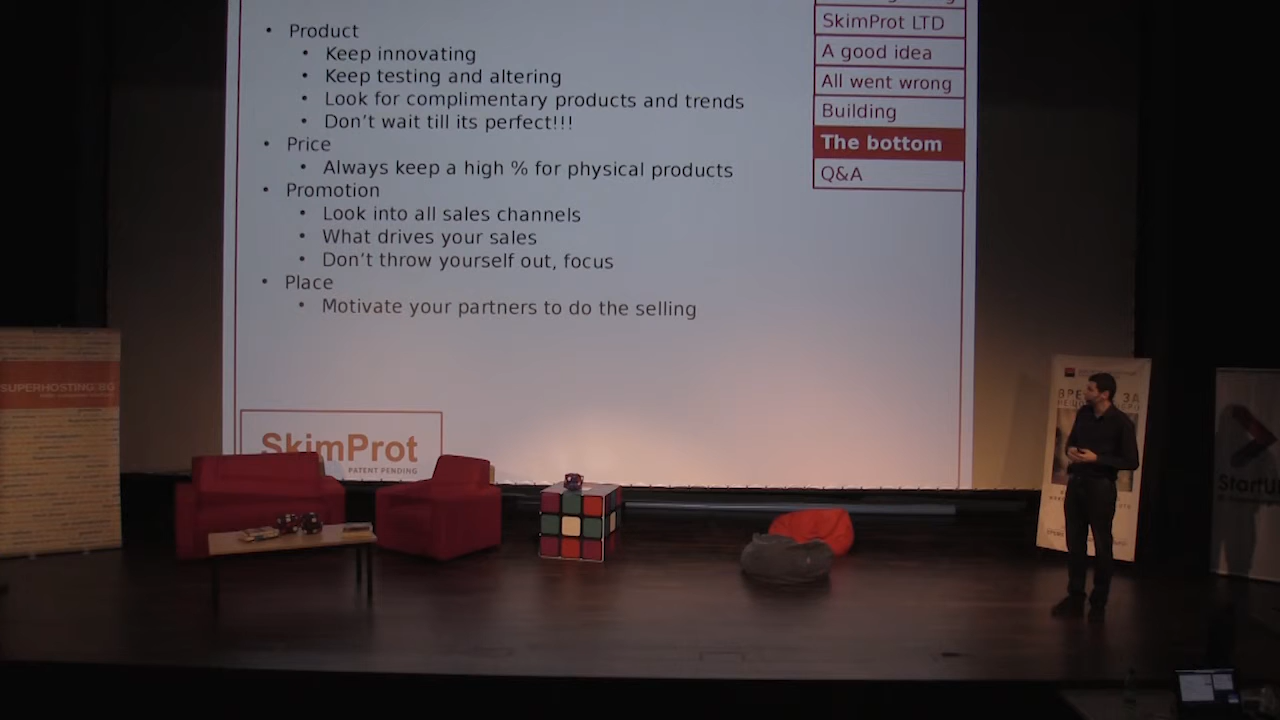 • Product
• Keep innovating
• Keep testing and altering
• Look for complimentary products and trends
• Don't wait till its perfect!!!
• Price
• Always keep a high % for physical products
• Promotion
• Look into all sales channels
• What drives your sales
• Don't throw yourself out, focus
• Place
• Motivate your partners to do the selling
SkimProt LTD
A good idea
All went wrong
Building
The bottom
Q&A
SkimProt
PATENT PENDING
SUPERHOSTING.BG
ЗА
StartU